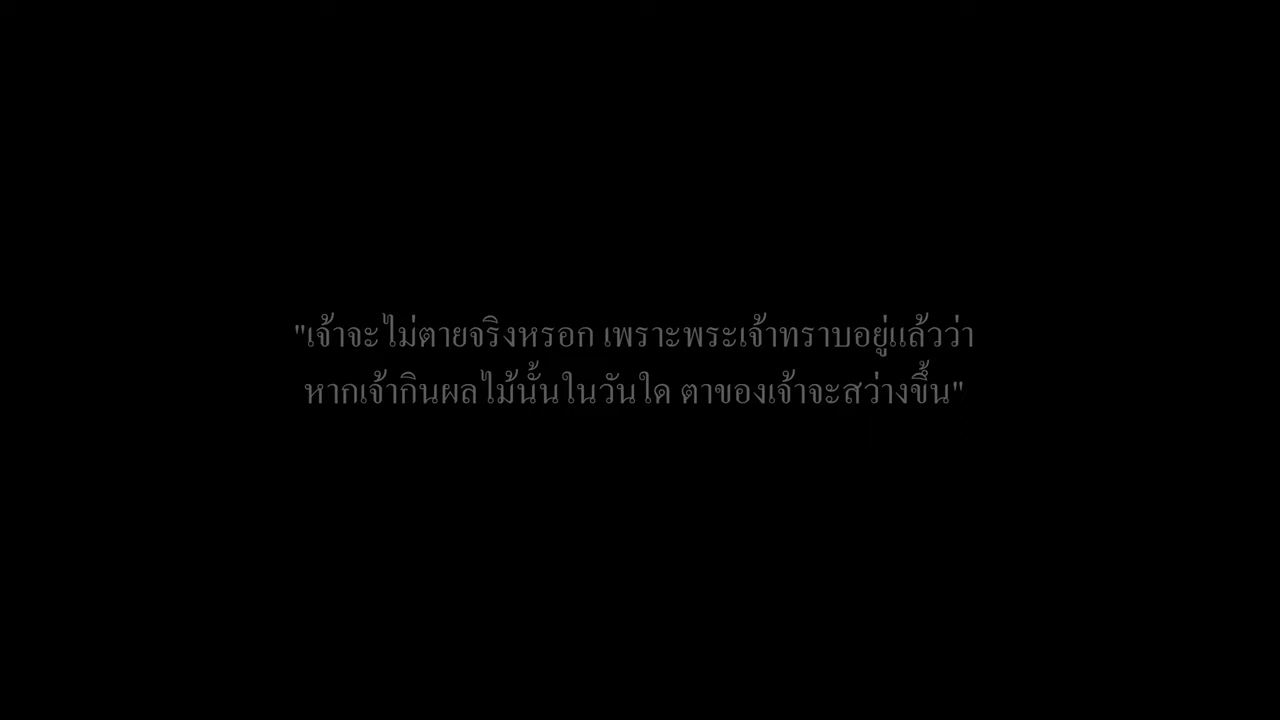 "เจ้าจะไม่ตายจริงหรอก เพราะพระเจ้าทราบอยู่แล้วว่า
หากเจ้ากินผลไม้นั้นในวันใด ตาของเจ้าจะสว่างขึ้น"